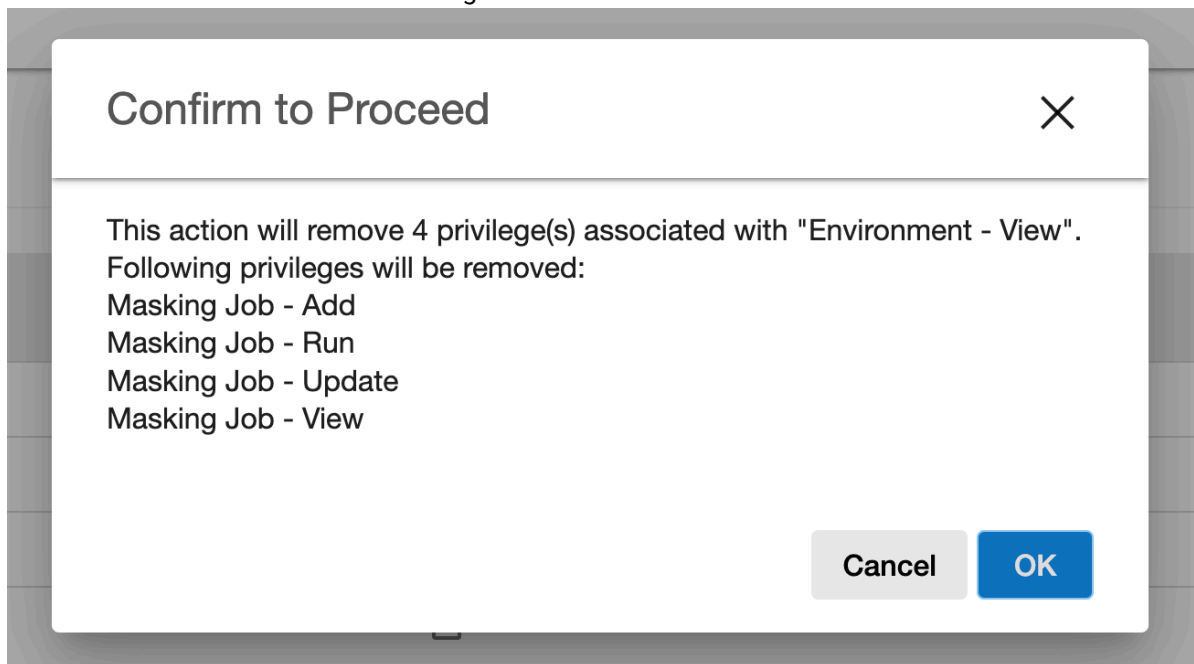 Confirm to Proceed
This action will remove 4 privilege(s) associated with "Environment - View".
Following privileges will be removed:
Masking Job - Add
Masking Job - Run
Masking Job - Update
Masking Job - View
Cancel OK